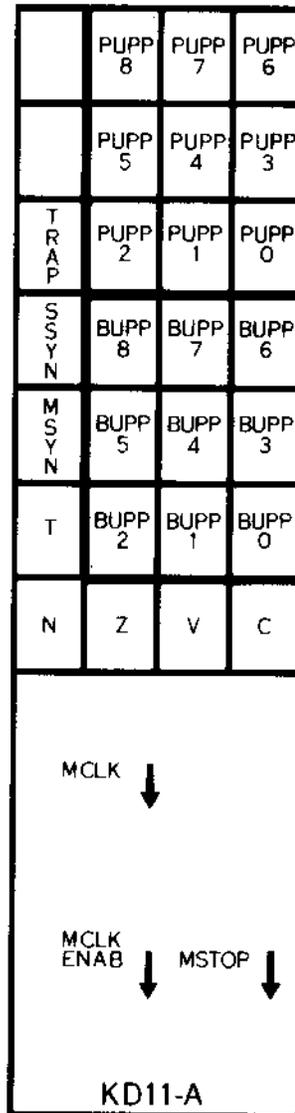 PUPP PUPP PUPP
8 7 6
PUPP PUPP PUPP
5 4 3
TRAP PUPP PUPP PUPP
2 1 0
SSYN BUPP BUPP BUPP
8 7 6
MSYN BUPP BUPP BUPP
5 4 3
T BUPP BUPP BUPP
2 1 0
N Z V C
MCLK
MCLK
ENAB MSTOP
KD11-A